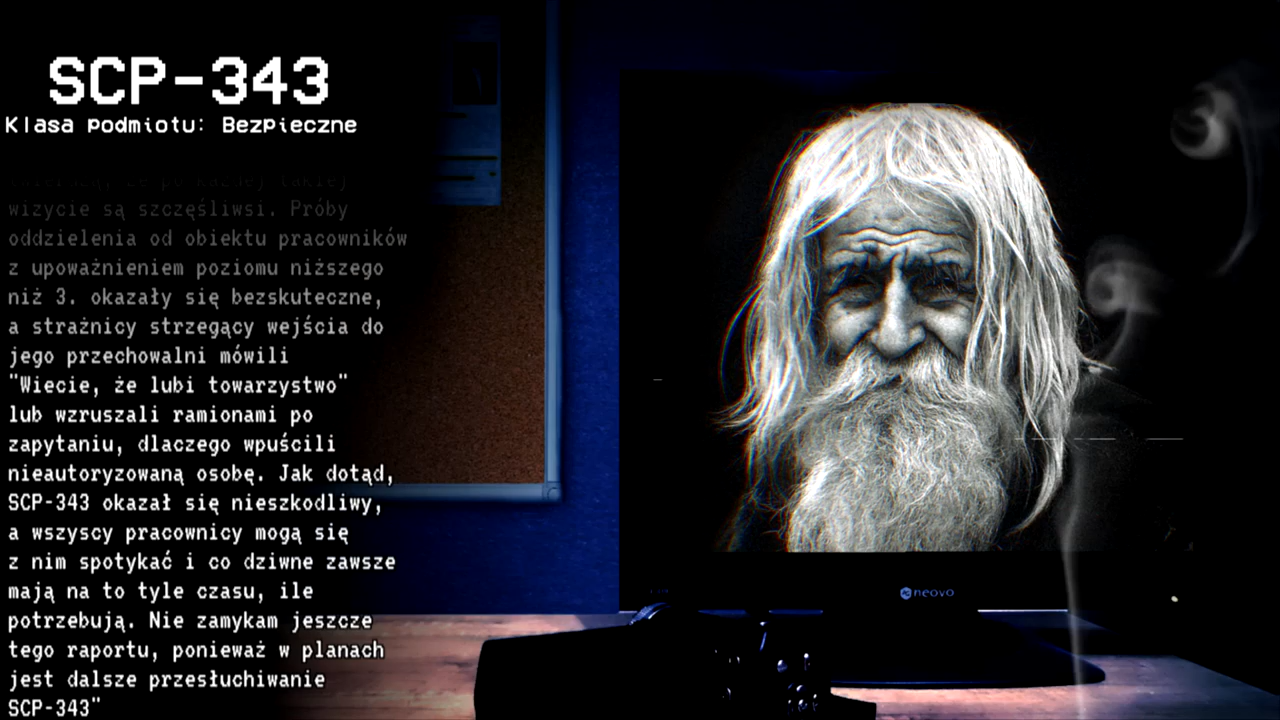 SCP-343
Klasa podmiotu: Bezpieczne
wizycie są szczęśliwsi. Próby
oddzielenia od obiektu pracowników
z upoważnieniem poziomu niższego
niż 3. okazały się bezskuteczne,
a strażnicy strzegący wejścia do
jego przechowalni mówili
"Wiecie, że lubi towarzystwo"
lub wzruszali ramionami po
zapytaniu, dlaczego wpuścili
nieautoryzowaną osobę. Jak dotąd,
SCP-343 okazał się nieszkodliwy,
a wszyscy pracownicy mogą się
z nim spotykać i co dziwne zawsze
mają na to tyle czasu, ile
potrzebują. Nie zamykam jeszcze
tego raportu, ponieważ w planach
jest dalsze przesłuchiwanie
SCP-343"
neovo